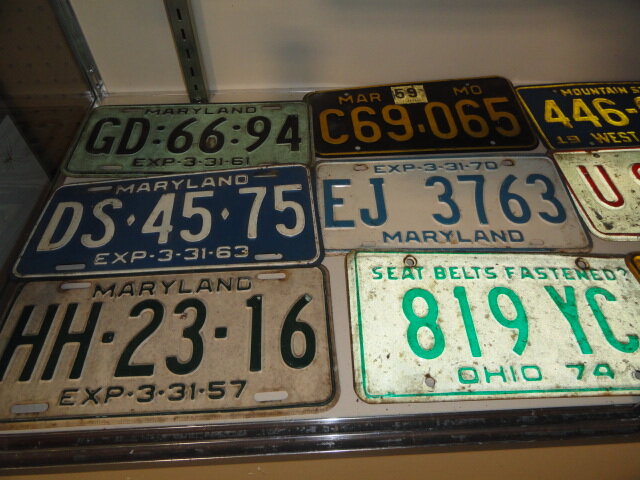 MARYLAND
GD:66:94
EXP-3-31-61
MARYLAND
DS·45·75
EXP-3-31-63
MARYLAND
HH·23·16
EXP-3-31-57
MAR 59 MO
C69·065
EXP-3-31-70
EJ 3763
MARYLAND
SEAT BELTS FASTENED?
819 YC
OHIO 74
MOUNTAIN
446-
WEST
U